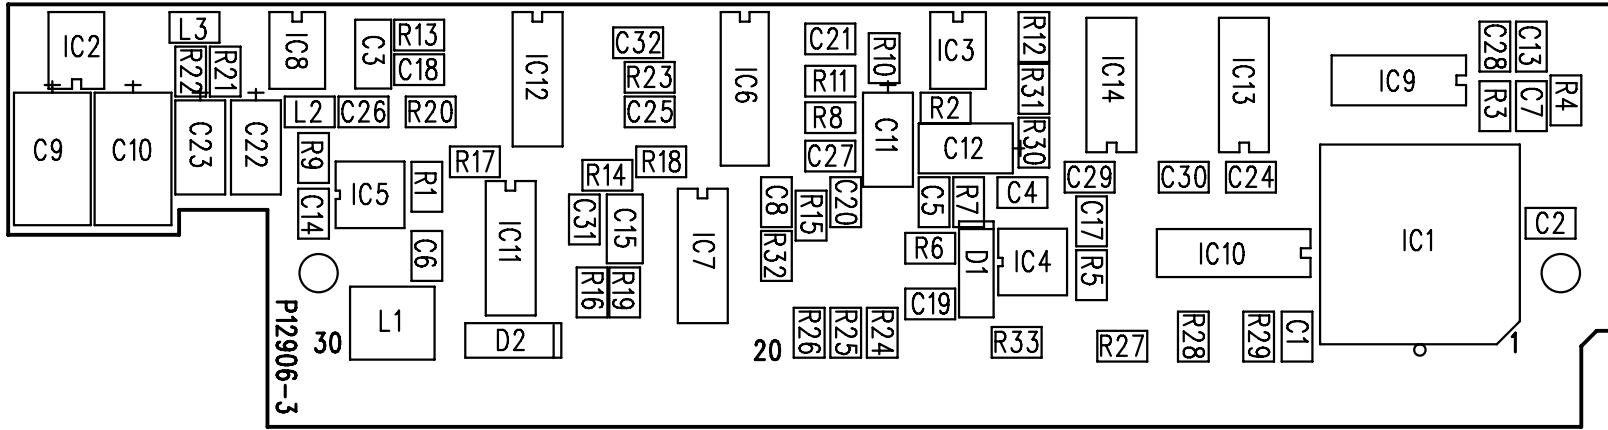 IC2
L3
IC8
C3
R13
IC12
C32
IC6
C21
R10
IC3
R12
IC14
IC13
IC9
C28
C13
R22
R21
C18
R23
R11
R31
R3
C7
R4
C9
C10
C23
C22
L2
C26
R20
C25
R8
C11
R2
R30
R9
R17
R14
R18
C27
C12
C29
C30
C24
C14
IC5
R1
IC11
C31
C15
IC7
C8
R15
C20
C5
R7
C4
C17
C2
C6
R32
R6
D1
IC4
R5
IC10
IC1
R16
R19
C19
P12906-3
30
L1
D2
20
R26
R25
R24
R33
R27
R28
R29
C1
1